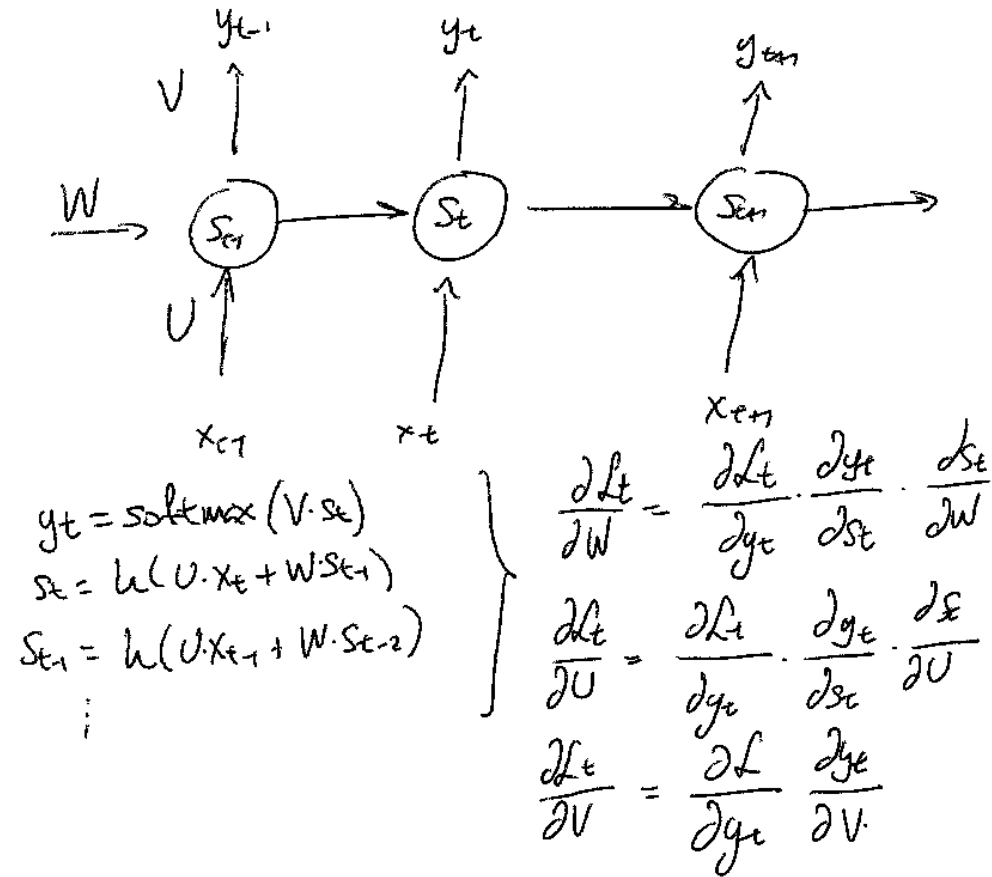 y_{t-1} y_t y_{t+1}
V
W S_{t-1} S_t S_{t+1}
U
x_{t-1} x_t x_{t+1}
y_t = softmax(V·s_t)
s_t = h(U·x_t + W·s_{t-1})
s_{t-1} = h(U·x_{t-1} + W·s_{t-2})
⋮
∂ℒ_t/∂W = ∂ℒ_t/∂y_t · ∂y_t/∂s_t · ∂s_t/∂W
∂ℒ_t/∂U = ∂ℒ_t/∂y_t · ∂y_t/∂s_t · ∂s_t/∂U
∂ℒ_t/∂V = ∂ℒ/∂y_t ∂y_t/∂V.